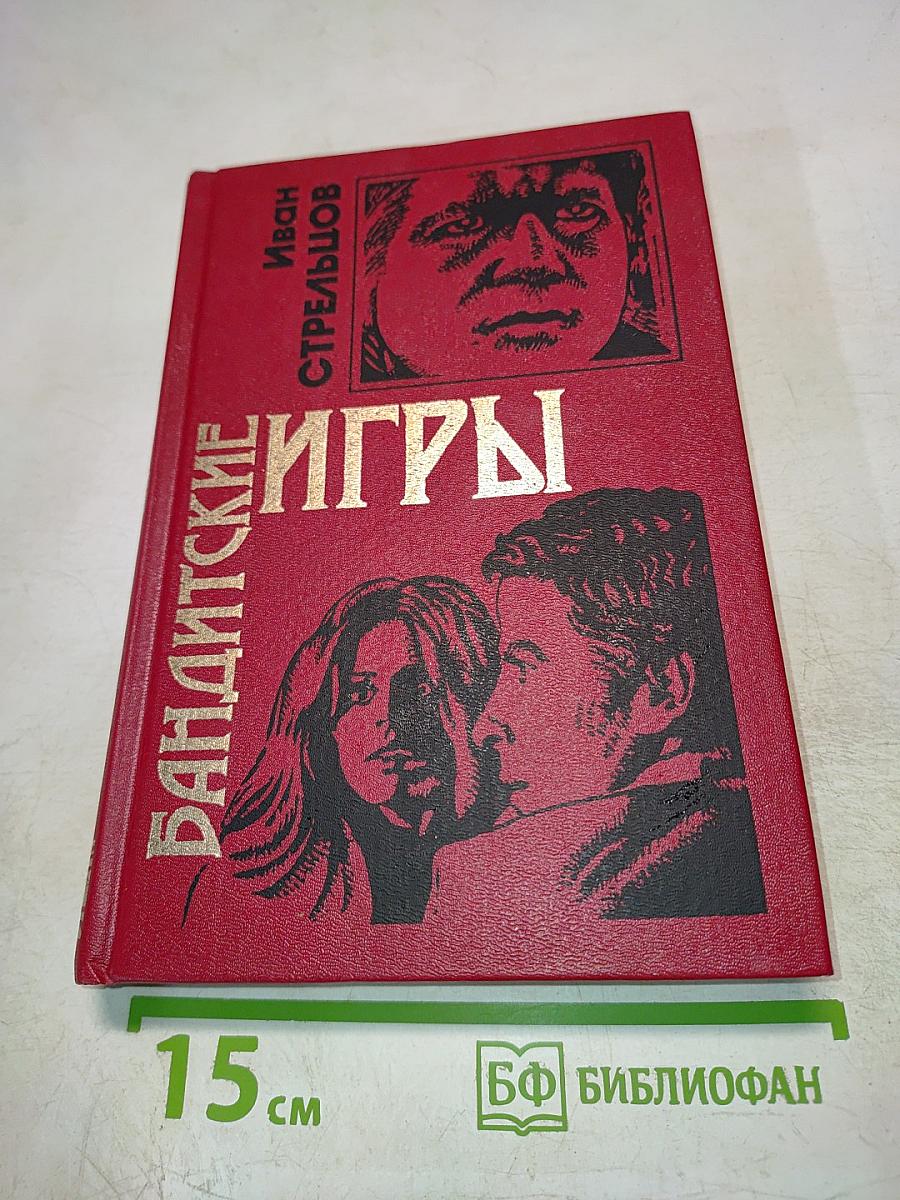 Иван
СТРЕЛЬЦОВ
БАНДИТСКИЕ
ИГРЫ
15 см
БФ БИБЛИОФАН